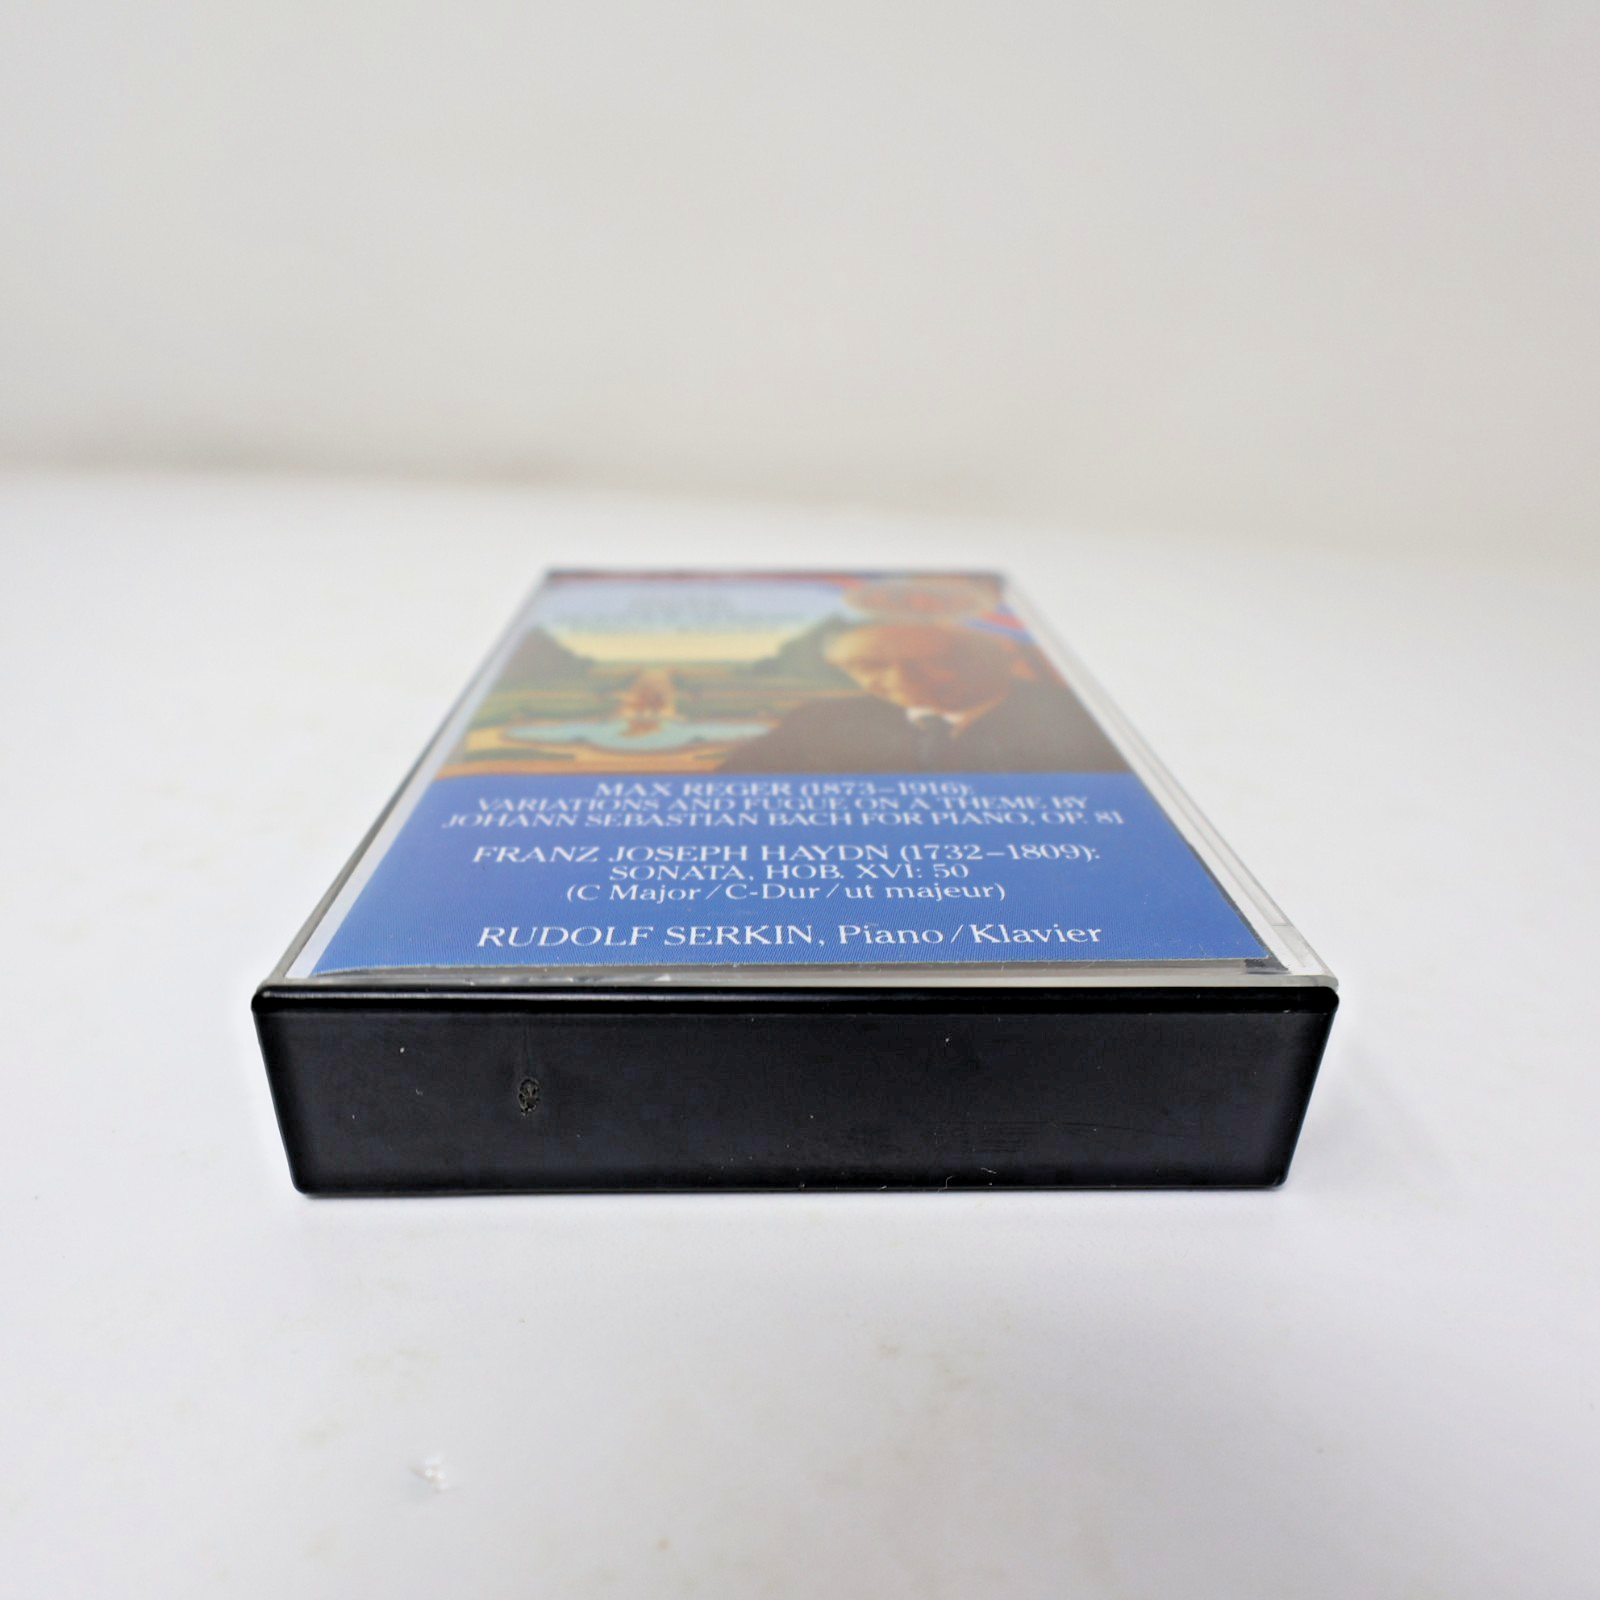 MAX REGER (1873–1916):
VARIATIONS AND FUGUE ON A THEME BY
JOHANN SEBASTIAN BACH FOR PIANO, OP. 81
FRANZ JOSEPH HAYDN (1732–1809):
SONATA, HOB. XVI: 50
(C Major/C-Dur/ut majeur)
RUDOLF SERKIN, Piano/Klavier